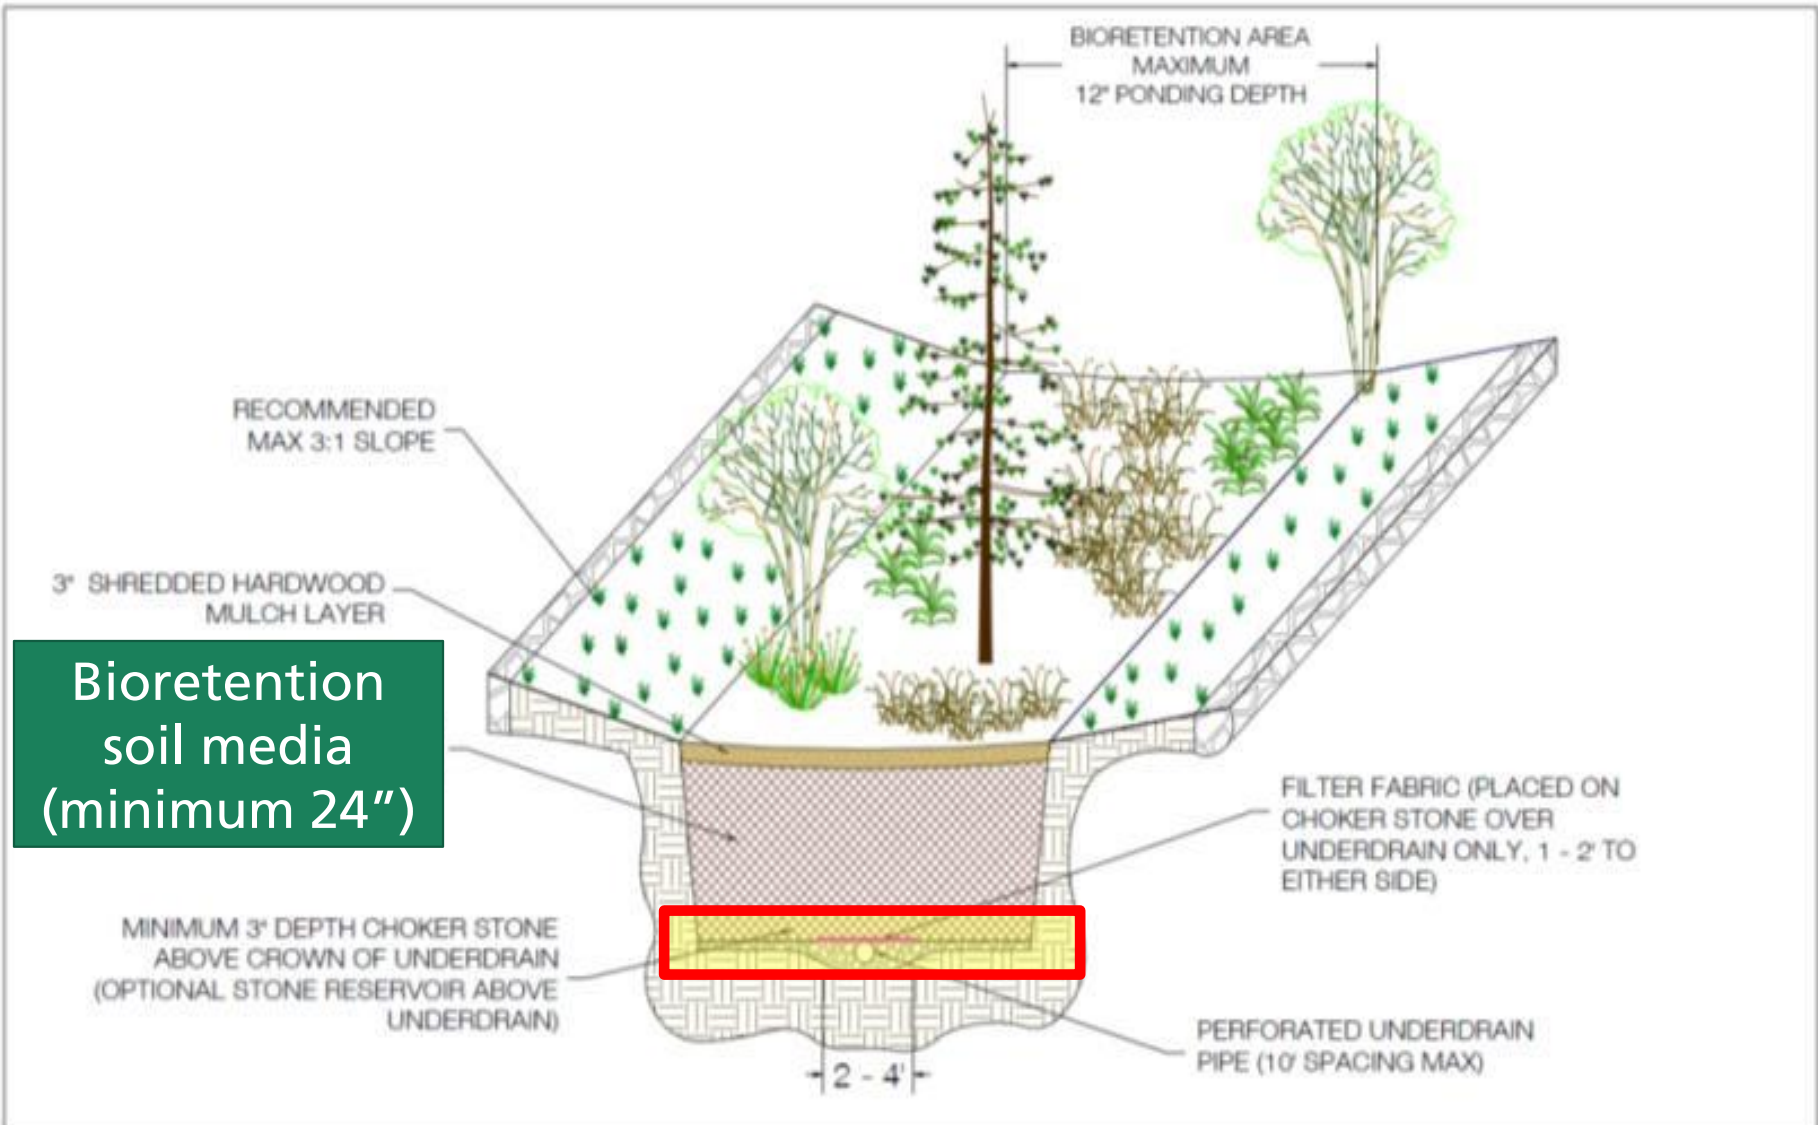 BIORETENTION AREA
MAXIMUM
12" PONDING DEPTH
RECOMMENDED
MAX 3:1 SLOPE
3" SHREDDED HARDWOOD
MULCH LAYER
Bioretention
soil media
(minimum 24”)
FILTER FABRIC (PLACED ON
CHOKER STONE OVER
UNDERDRAIN ONLY, 1 - 2' TO
EITHER SIDE)
MINIMUM 3" DEPTH CHOKER STONE
ABOVE CROWN OF UNDERDRAIN
(OPTIONAL STONE RESERVOIR ABOVE
UNDERDRAIN)
PERFORATED UNDERDRAIN
PIPE (10' SPACING MAX)
2 - 4'